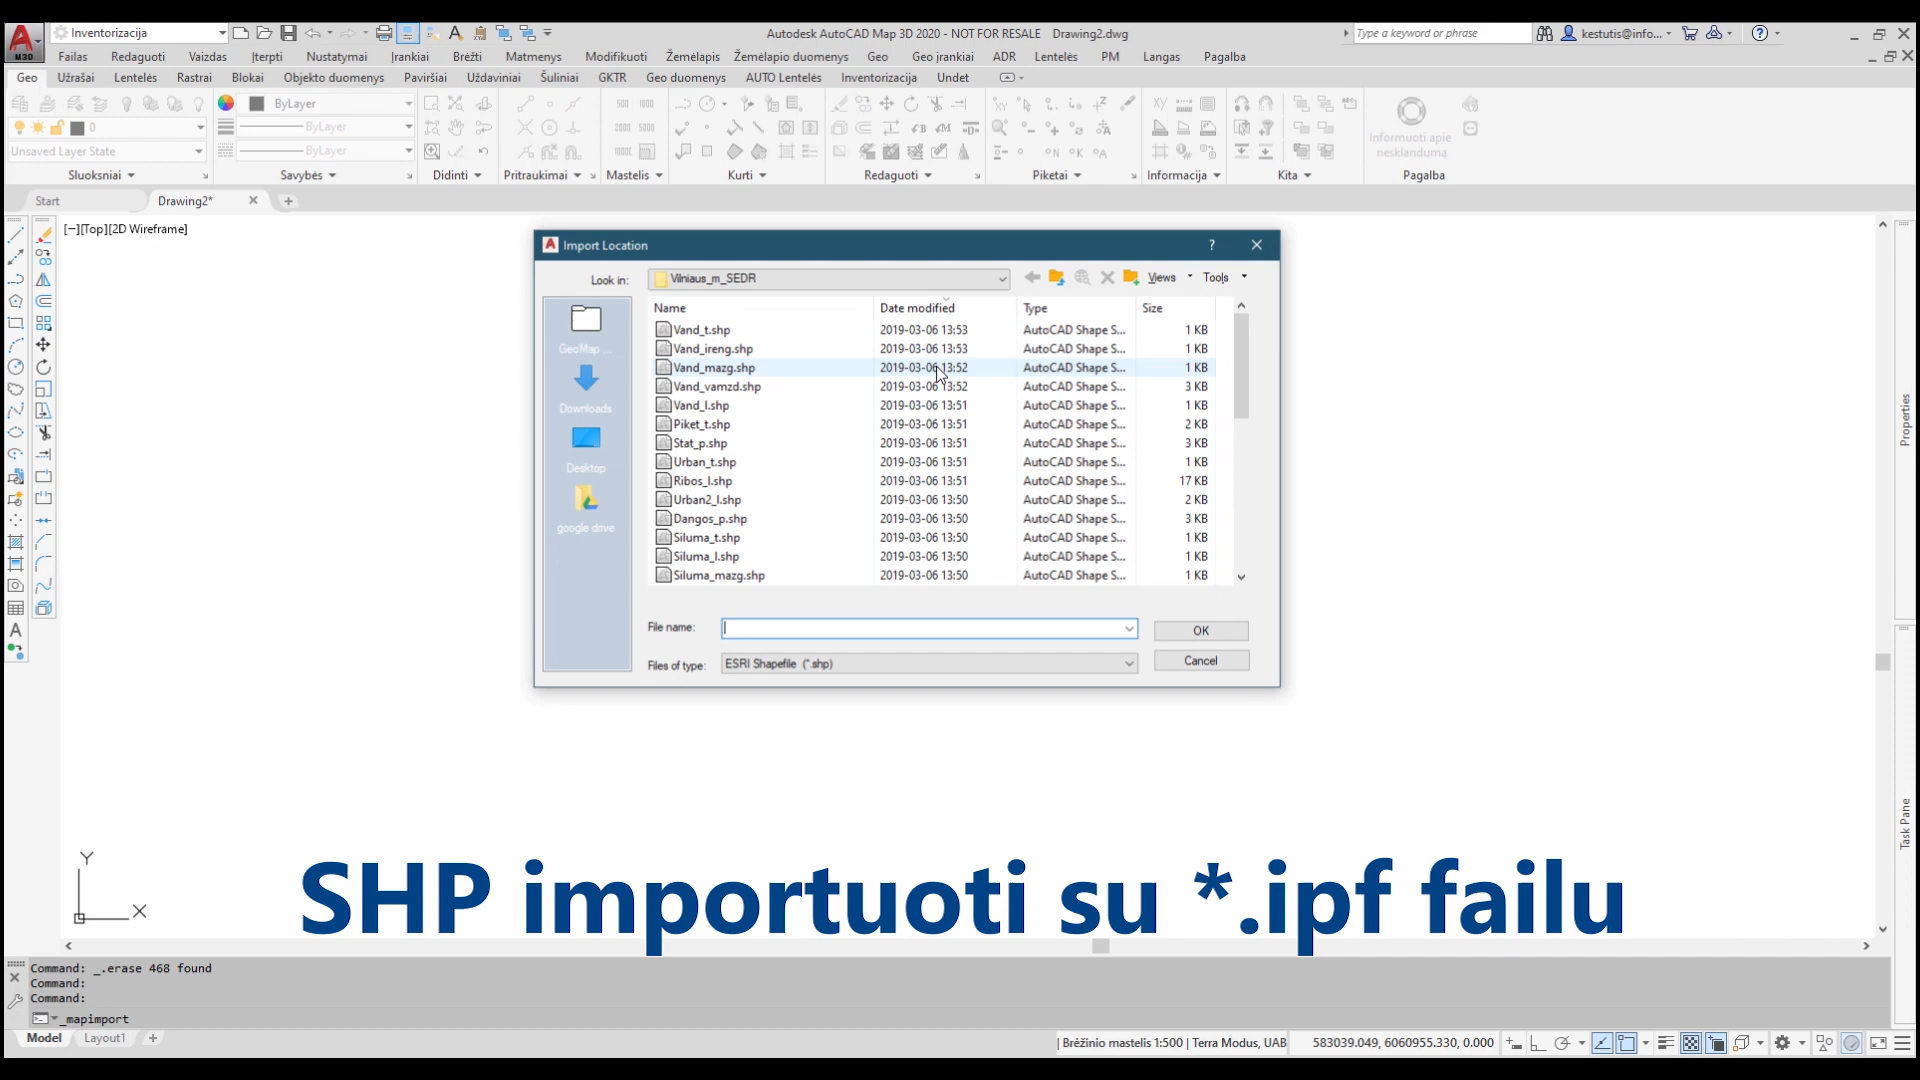 Inventorizacija
Autodesk AutoCAD Map 3D 2020 - NOT FOR RESALE Drawing2.dwg
Type a keyword or phrase
kestutis@info...
M3D
Failas Redaguoti Vaizdas Įterpti Nustatymai Įrankiai Brėžti Matmenys Modifikuoti Žemėlapis Žemėlapio duomenys Geo Geo įrankiai ADR Lentelės PM Langas Pagalba
Geo Užrašai Lentelės Rastrai Blokai Objekto duomenys Paviršiai Uždaviniai Šuliniai GKTR Geo duomenys AUTO Lentelės Inventorizacija Undet
ByLayer
0 ByLayer
Unsaved Layer State ByLayer
Informuoti apie
nesklandumą
Sluoksniai Savybės Didinti Pritraukimai Mastelis Kurti Redaguoti Piketai Informacija Kita Pagalba
Start Drawing2*
[−][Top][2D Wireframe]
Import Location
Look in: Vilniaus_m_SEDR Views Tools
Name Date modified Type Size
Vand_t.shp 2019-03-06 13:53 AutoCAD Shape S... 1 KB
Vand_ireng.shp 2019-03-06 13:53 AutoCAD Shape S... 1 KB
Vand_mazg.shp 2019-03-06 13:52 AutoCAD Shape S... 1 KB
Vand_vamzd.shp 2019-03-06 13:52 AutoCAD Shape S... 3 KB
Vand_l.shp 2019-03-06 13:51 AutoCAD Shape S... 1 KB
Piket_t.shp 2019-03-06 13:51 AutoCAD Shape S... 2 KB
Stat_p.shp 2019-03-06 13:51 AutoCAD Shape S... 3 KB
Urban_t.shp 2019-03-06 13:51 AutoCAD Shape S... 1 KB
Ribos_l.shp 2019-03-06 13:51 AutoCAD Shape S... 17 KB
Urban2_l.shp 2019-03-06 13:50 AutoCAD Shape S... 2 KB
Dangos_p.shp 2019-03-06 13:50 AutoCAD Shape S... 3 KB
Siluma_t.shp 2019-03-06 13:50 AutoCAD Shape S... 1 KB
Siluma_l.shp 2019-03-06 13:50 AutoCAD Shape S... 1 KB
Siluma_mazg.shp 2019-03-06 13:50 AutoCAD Shape S... 1 KB
GeoMap ...
Downloads
Desktop
google drive
File name: OK
Files of type: ESRI Shapefile (*.shp) Cancel
Properties
Task Pane
Y
X
SHP importuoti su *.ipf failu
Command: _.erase 468 found
Command:
Command:
_mapimport
Model Layout1
| Brėžinio mastelis 1:500 | Terra Modus, UAB 583039.049, 6060955.330, 0.000